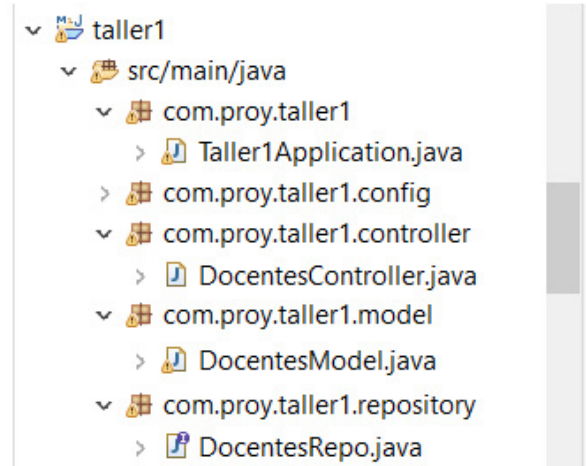 taller1
src/main/java
com.proy.taller1
Taller1Application.java
com.proy.taller1.config
com.proy.taller1.controller
DocentesController.java
com.proy.taller1.model
DocentesModel.java
com.proy.taller1.repository
DocentesRepo.java